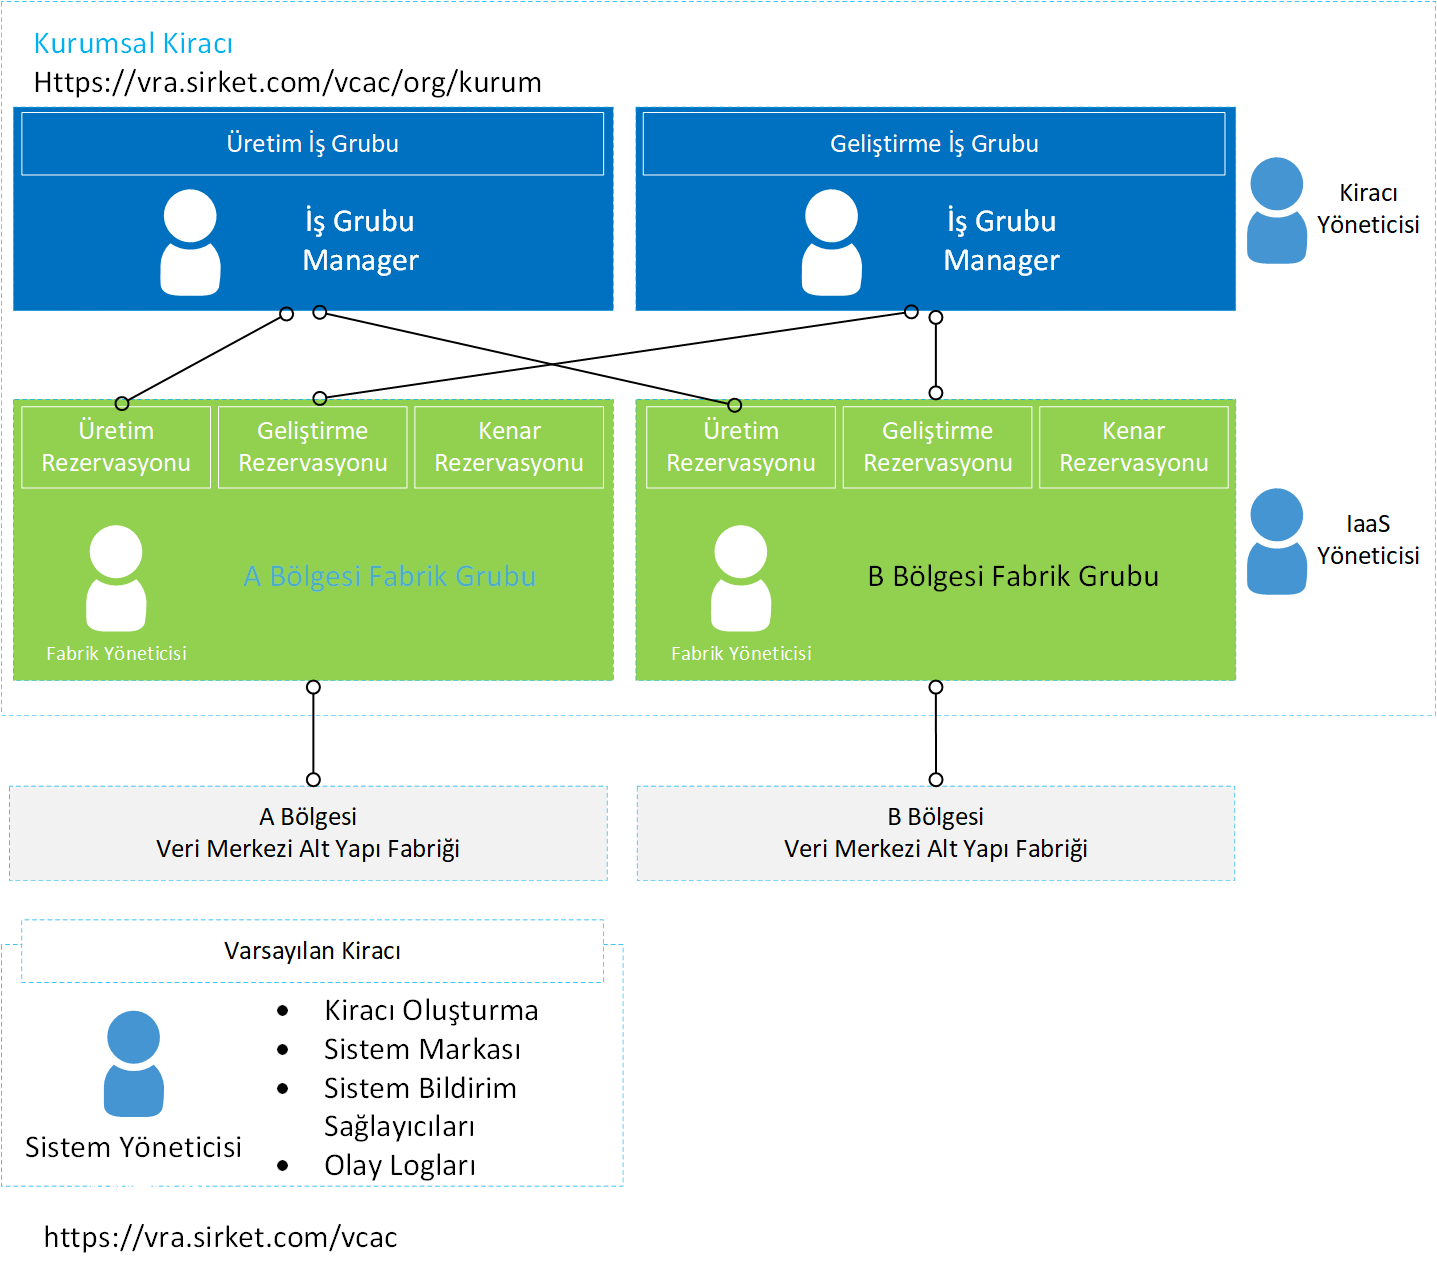 Kurumsal Kiracı
Https://vra.sirket.com/vcac/org/kurum
Üretim İş Grubu
İş Grubu
Manager
Geliştirme İş Grubu
İş Grubu
Manager
Kiracı
Yöneticisi
Üretim
Rezervasyonu
Geliştirme
Rezervasyonu
Kenar
Rezervasyonu
A Bölgesi Fabrik Grubu
Fabrik Yöneticisi
Üretim
Rezervasyonu
Geliştirme
Rezervasyonu
Kenar
Rezervasyonu
B Bölgesi Fabrik Grubu
Fabrik Yöneticisi
IaaS
Yöneticisi
A Bölgesi
Veri Merkezi Alt Yapı Fabriği
B Bölgesi
Veri Merkezi Alt Yapı Fabriği
Varsayılan Kiracı
Sistem Yöneticisi
• Kiracı Oluşturma
• Sistem Markası
• Sistem Bildirim
Sağlayıcıları
• Olay Logları
https://vra.sirket.com/vcac